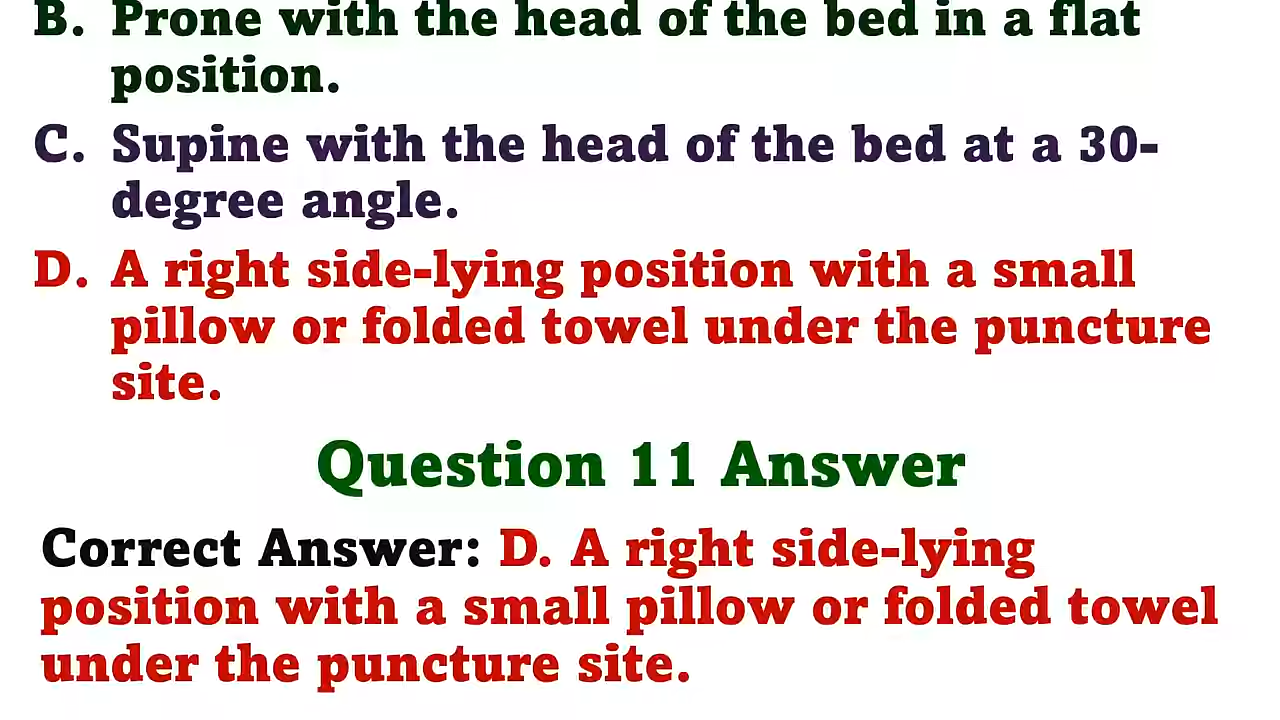 B. Prone with the head of the bed in a flat
position.
C. Supine with the head of the bed at a 30-
degree angle.
D. A right side-lying position with a small
pillow or folded towel under the puncture
site.
Question 11 Answer
Correct Answer: D. A right side-lying
position with a small pillow or folded towel
under the puncture site.